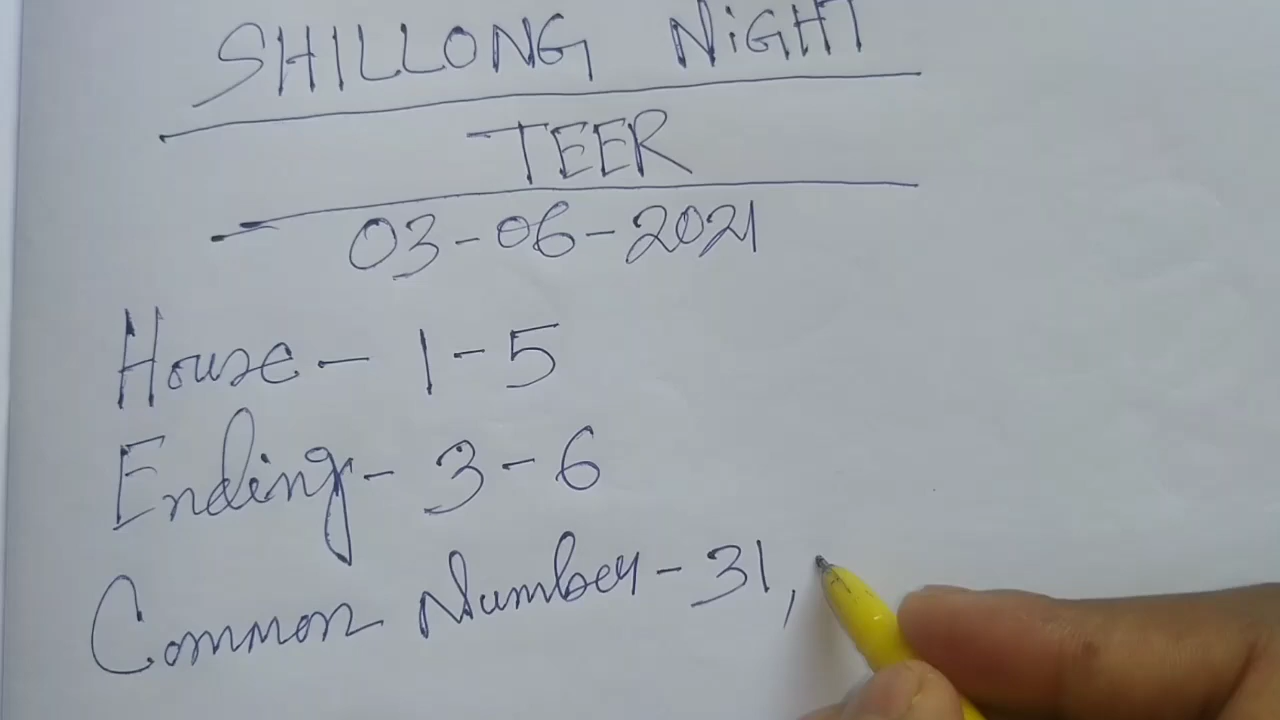 SHILLONG NiGHT
TEER
03-06-2021
House- 1-5
Ending- 3-6
Common Number- 31,